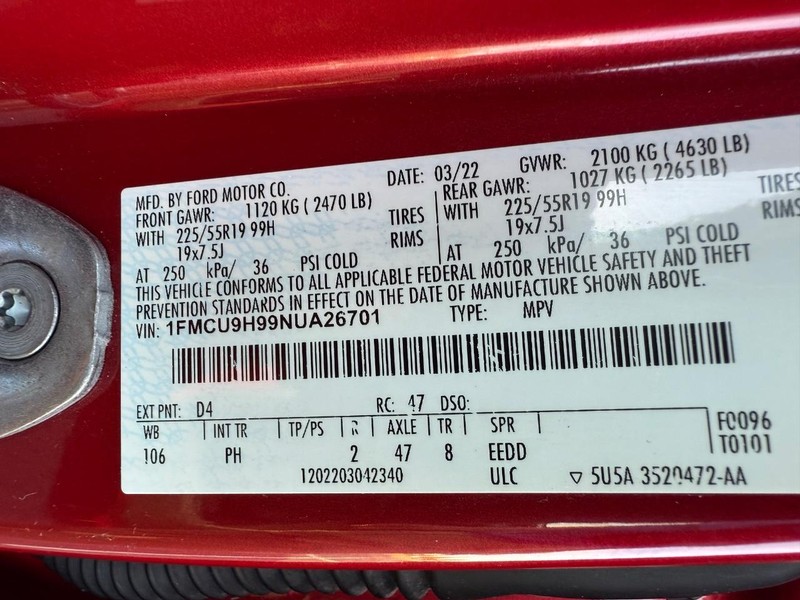 MFD. BY FORD MOTOR CO.
DATE: 03/22 GVWR: 2100 KG ( 4630 LB)
FRONT GAWR: 1120 KG ( 2470 LB) REAR GAWR: 1027 KG ( 2265 LB)
WITH 225/55R19 99H TIRES WITH 225/55R19 99H TIRES
19x7.5J RIMS 19x7.5J RIMS
AT 250 kPa/ 36 PSI COLD AT 250 kPa/ 36 PSI COLD
THIS VEHICLE CONFORMS TO ALL APPLICABLE FEDERAL MOTOR VEHICLE SAFETY AND THEFT
PREVENTION STANDARDS IN EFFECT ON THE DATE OF MANUFACTURE SHOWN ABOVE.
VIN: 1FMCU9H99NUA26701 TYPE: MPV
EXT PNT: D4 RC: 47 DSO:
WB INT TR TP/PS R AXLE TR SPR F0096
106 PH 2 47 8 EEDD T0101
1202203042340 ULC ▽ 5U5A 3520472-AA